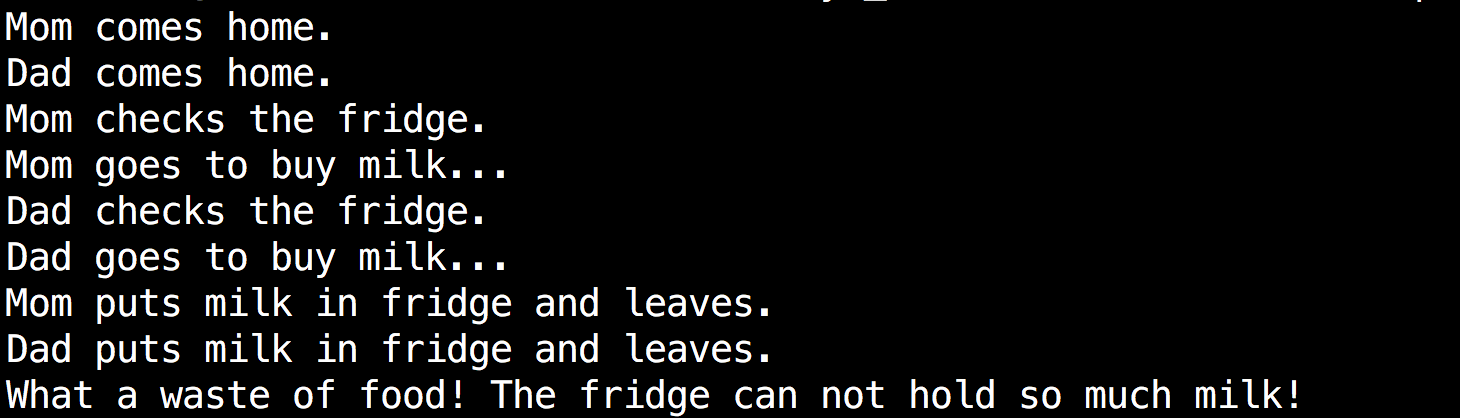 Mom comes home.
Dad comes home.
Mom checks the fridge.
Mom goes to buy milk...
Dad checks the fridge.
Dad goes to buy milk...
Mom puts milk in fridge and leaves.
Dad puts milk in fridge and leaves.
What a waste of food! The fridge can not hold so much milk!